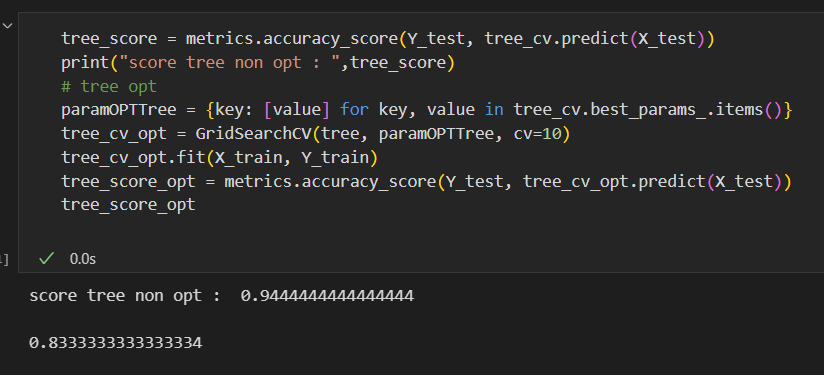 tree_score = metrics.accuracy_score(Y_test, tree_cv.predict(X_test))
print("score tree non opt : ",tree_score)
# tree opt
paramOPTTree = {key: [value] for key, value in tree_cv.best_params_.items()}
tree_cv_opt = GridSearchCV(tree, paramOPTTree, cv=10)
tree_cv_opt.fit(X_train, Y_train)
tree_score_opt = metrics.accuracy_score(Y_test, tree_cv_opt.predict(X_test))
tree_score_opt
] 0.0s
score tree non opt :  0.9444444444444444
0.8333333333333334